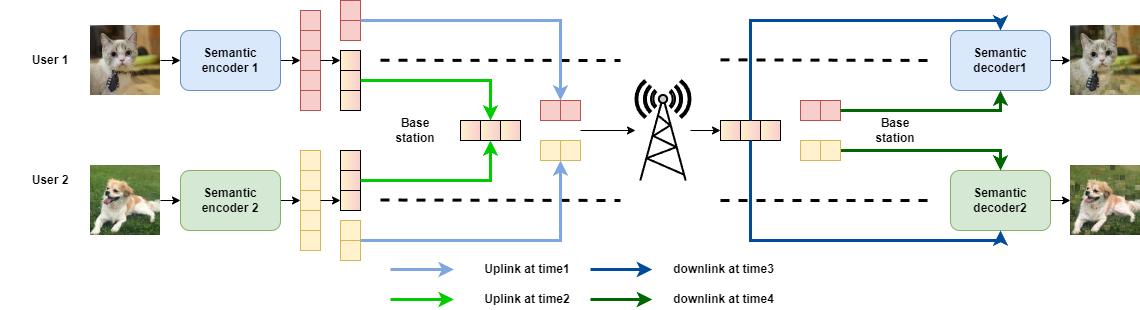 User 1
Semantic
encoder 1
Semantic
decoder1
Base
station
Base
station
User 2
Semantic
encoder 2
Semantic
decoder2
Uplink at time1
downlink at time3
Uplink at time2
downlink at time4